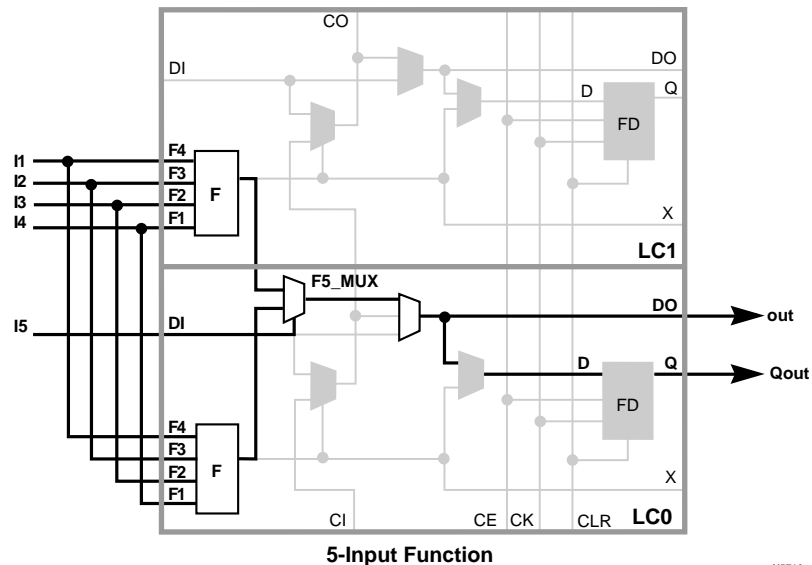 CO
DI
DO
D
Q
FD
I1
I2
I3
I4
F4
F3
F2
F1
F
X
LC1
F5_MUX
I5
DI
DO
out
D
Q
Qout
FD
F4
F3
F2
F1
F
X
CI
CE
CK
CLR
LC0
5-Input Function